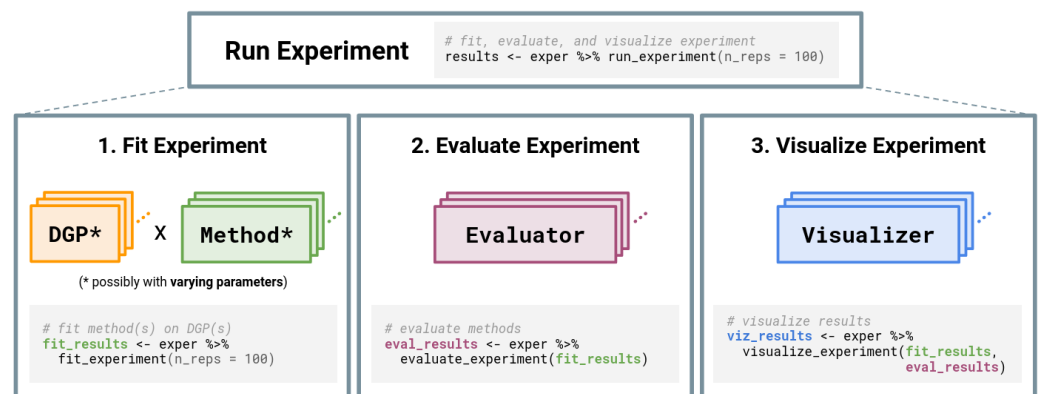 Run Experiment
# fit, evaluate, and visualize experiment
results <- exper %>% run_experiment(n_reps = 100)
1. Fit Experiment
DGP*
X
Method*
(* possibly with varying parameters)
# fit method(s) on DGP(s)
fit_results <- exper %>%
fit_experiment(n_reps = 100)
2. Evaluate Experiment
Evaluator
# evaluate methods
eval_results <- exper %>%
evaluate_experiment(fit_results)
3. Visualize Experiment
Visualizer
# visualize results
viz_results <- exper %>%
visualize_experiment(fit_results,
eval_results)